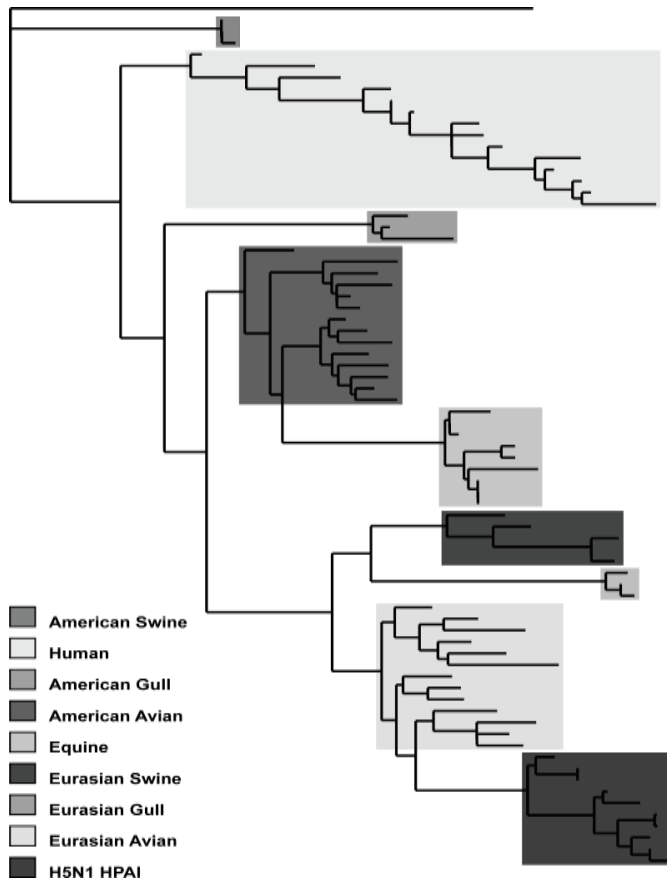 American Swine
Human
American Gull
American Avian
Equine
Eurasian Swine
Eurasian Gull
Eurasian Avian
H5N1 HPAI